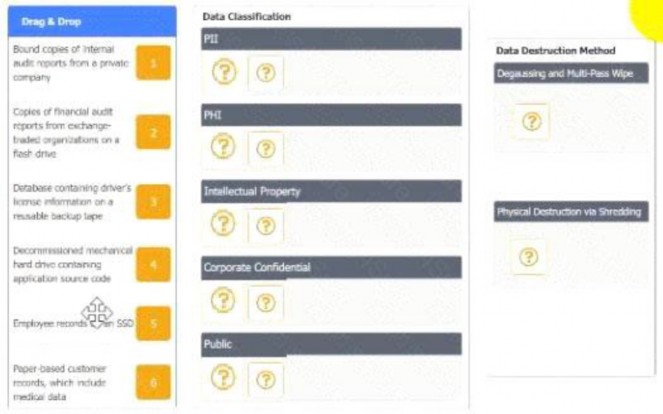 Drag & Drop
Bound copies of internal
audit reports from a private
company
1
Copies of financial audit
reports from exchange-
traded organizations on a
flash drive
2
Database containing driver's
license information on a
reusable backup tape
3
Decommissioned mechanical
hard drive containing
application source code
4
Employee records on an SSD
5
Paper-based customer
records, which include
medical data
6
Data Classification
PII
? ?
PHI
? ?
Intellectual Property
? ?
Corporate Confidential
? ?
Public
? ?
Data Destruction Method
Degaussing and Multi-Pass Wipe
?
Physical Destruction via Shredding
?